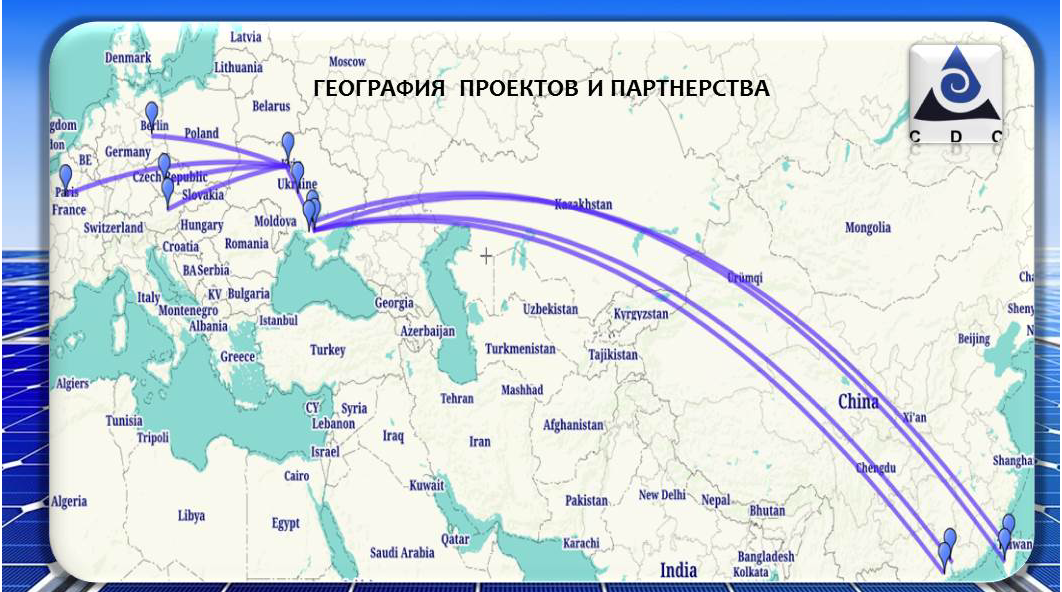 ГЕОГРАФИЯ ПРОЕКТОВ И ПАРТНЕРСТВА
C D C
Latvia
Denmark
Lithuania
Moscow
Belarus
gdom
don
Berlin
Poland
BE
Germany
Czech Republic
Ukraine
Paris
Slovakia
France
Kazakhstan
Switzerland
Hungary
Moldova
Mongolia
Croatia
Romania
BA Serbia
Ürümqi
Cha
Italy
KV
Bulgaria
Georgia
Montenegro
Uzbekistan
Kyrgyzstan
Sheny
Albania
Istanbul
Azerbaijan
N
Beijing
Greece
Turkey
Turkmenistan
Tajikistan
Algiers
Mashhad
Tehran
China
CY
Syria
Tunisia
Lebanon
Afghanistan
Xi'an
Tripoli
Iraq
Iran
Israel
Shangha
Chengdu
Cairo
Kuwait
Algeria
Pakistan
New Delhi
Nepal
Bhutan
Libya
Egypt
Qatar
Karachi
Saudi Arabia
Bangladesh
India
Kolkata